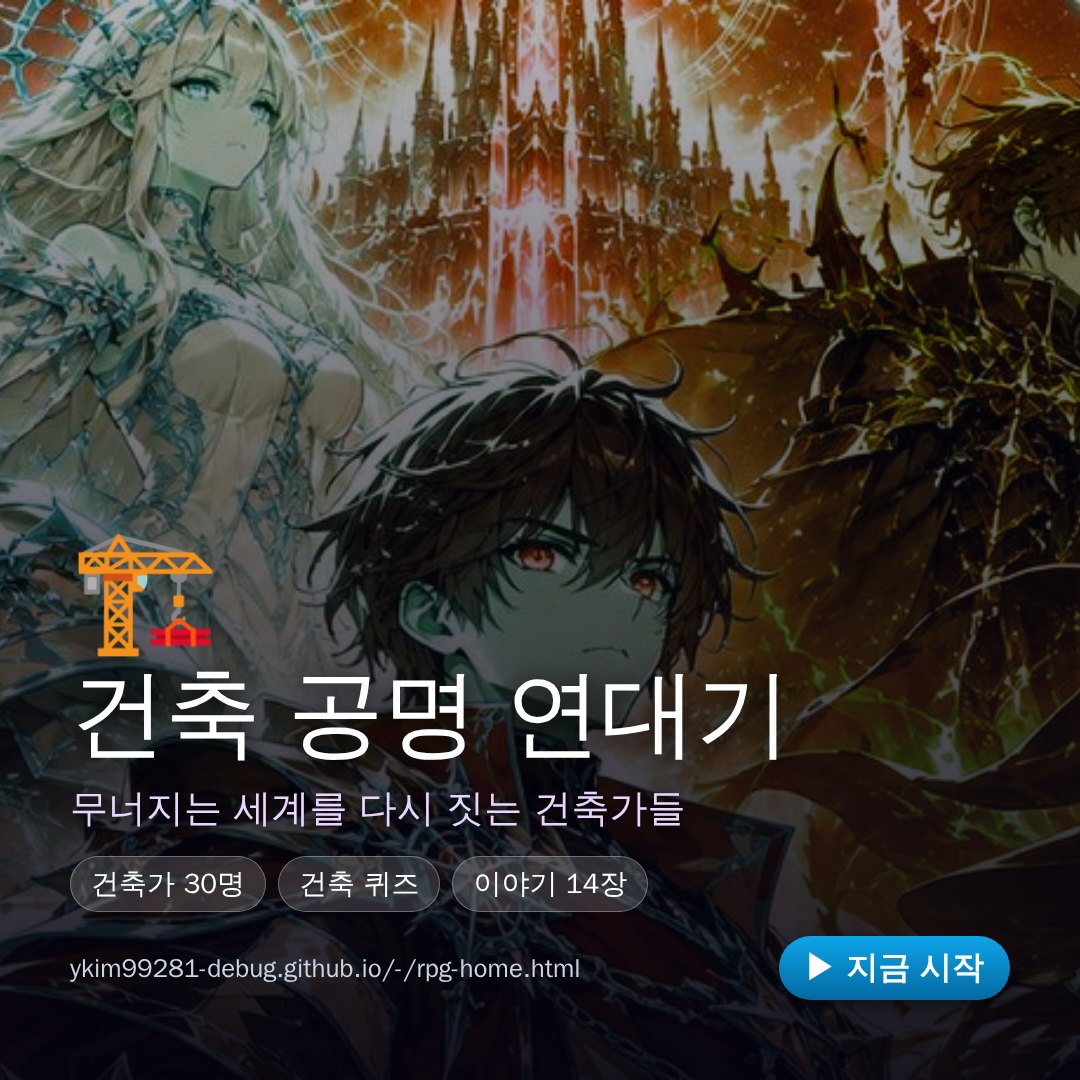 건축 공명 연대기
무너지는 세계를 다시 짓는 건축가들
건축가 30명 건축 퀴즈 이야기 14장
ykim99281-debug.github.io/-/rpg-home.html
▶ 지금 시작